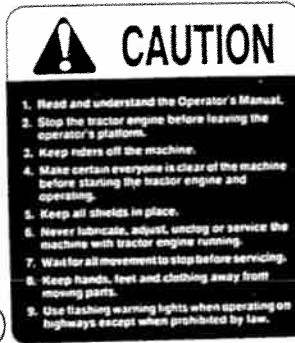 CAUTION
1. Read and understand the Operator's Manual.
2. Stop the tractor engine before leaving the
operator's platform.
3. Keep riders off the machine.
4. Make certain everyone is clear of the machine
before starting the tractor engine and
operating.
5. Keep all shields in place.
6. Never lubricate, adjust, unclog or service the
machine with tractor engine running.
7. Wait for all movement to stop before servicing.
8. Keep hands, feet and clothing away from
moving parts.
9. Use flashing warning lights when operating on
highways except when prohibited by law.